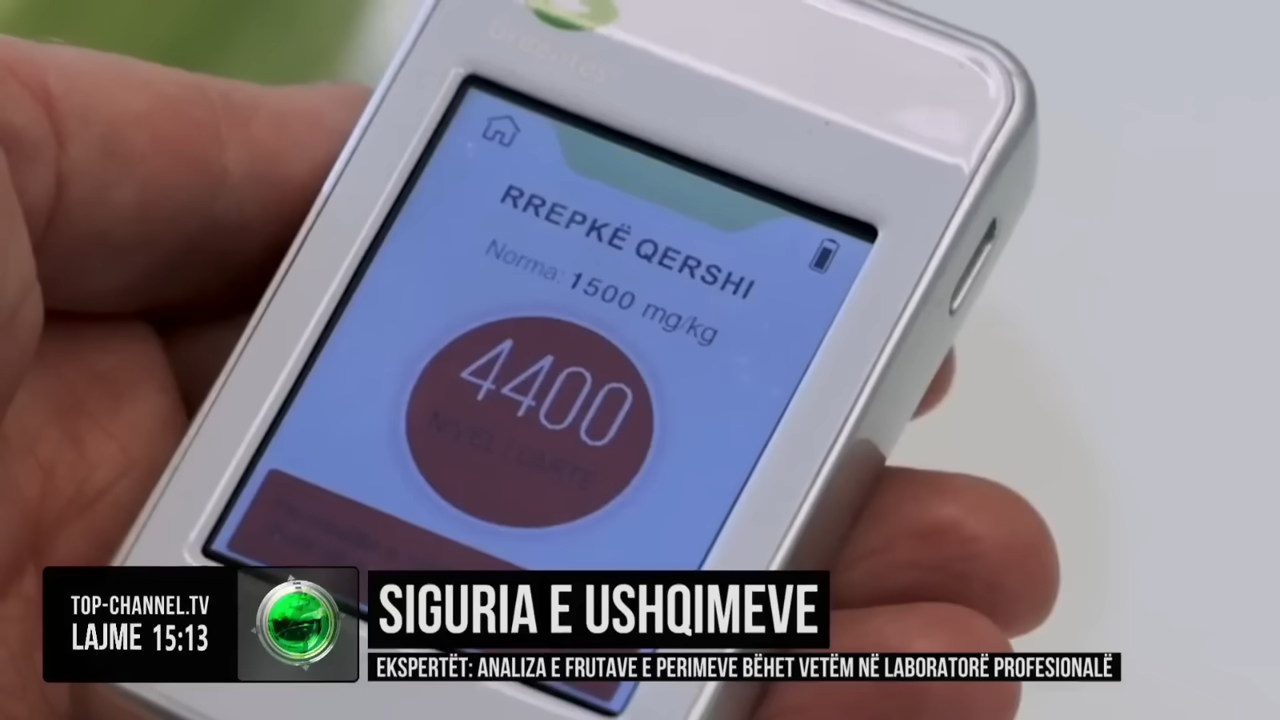 RREPKË QERSHI
Norma: 1500 mg/kg
4400
TOP-CHANNEL.TV
LAJME 15:13
SIGURIA E USHQIMEVE
EKSPERTËT: ANALIZA E FRUTAVE E PERIMEVE BËHET VETËM NË LABORATORË PROFESIONALË